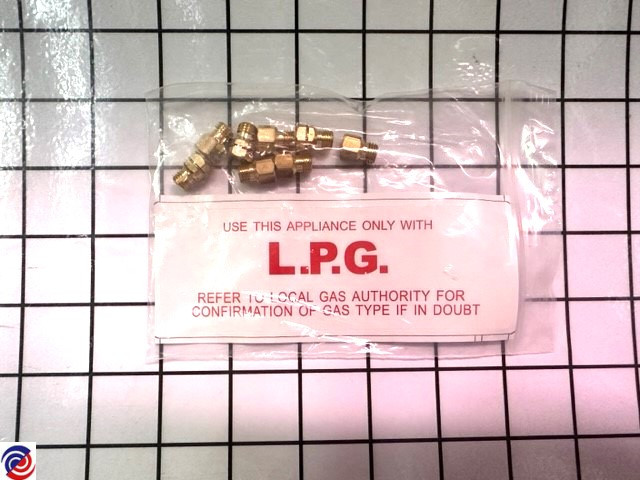 USE THIS APPLIANCE ONLY WITH
L.P.G.
REFER TO LOCAL GAS AUTHORITY FOR
CONFIRMATION OF GAS TYPE IF IN DOUBT